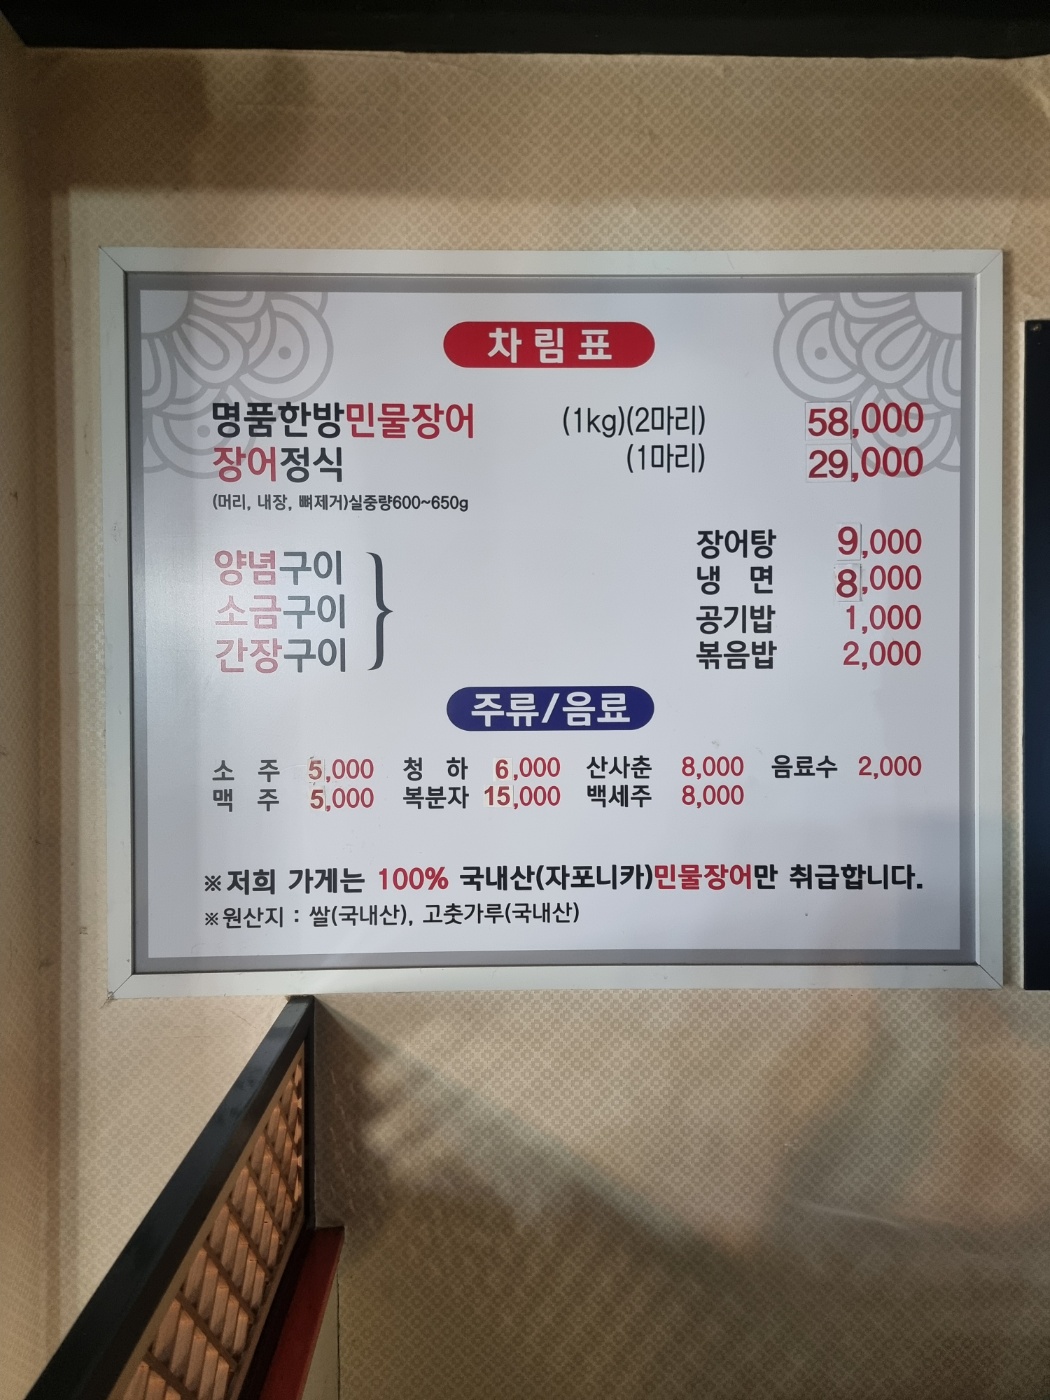 차림표
명품한방민물장어 (1kg)(2마리) 58,000
장어정식 (1마리) 29,000
(머리, 내장, 뼈제거)실중량600~650g
양념구이
소금구이
간장구이
장어탕 9,000
냉 면 8,000
공기밥 1,000
볶음밥 2,000
주류/음료
소 주 5,000 청 하 6,000 산사춘 8,000 음료수 2,000
맥 주 5,000 복분자 15,000 백세주 8,000
※저희 가게는 100% 국내산(자포니카)민물장어만 취급합니다.
※원산지 : 쌀(국내산), 고춧가루(국내산)